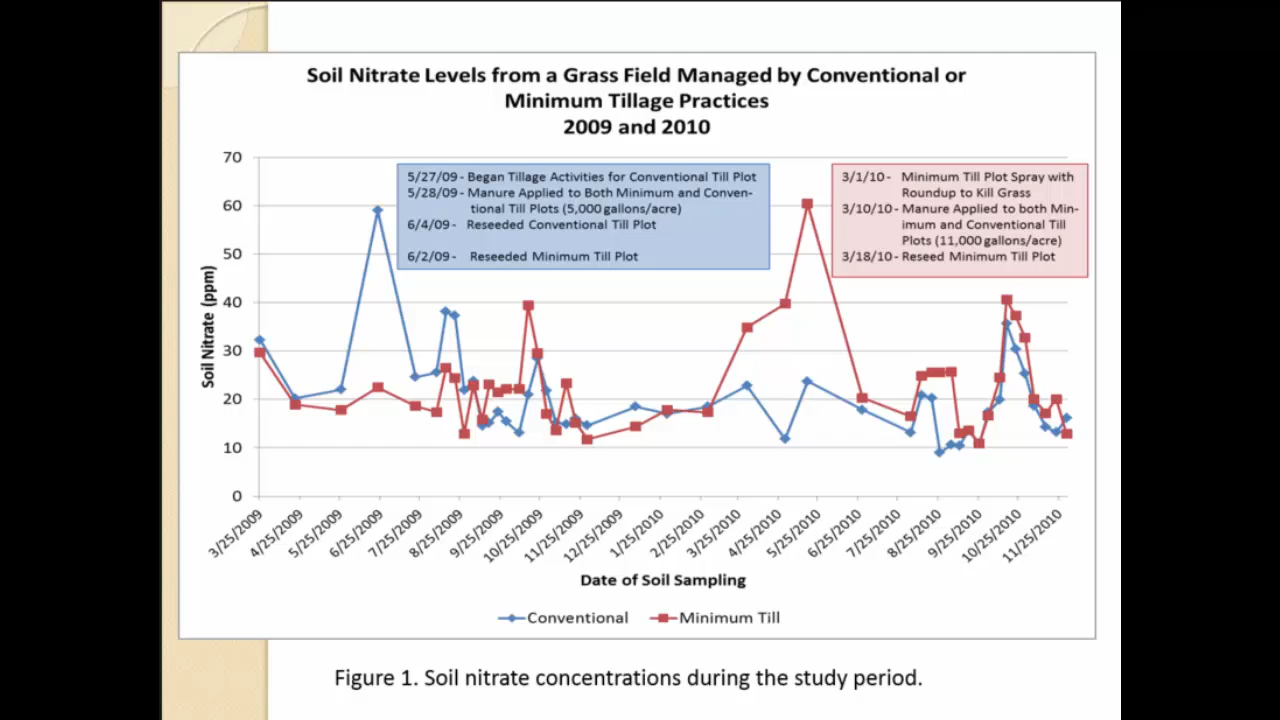 Soil Nitrate Levels from a Grass Field Managed by Conventional or
Minimum Tillage Practices
2009 and 2010
Soil Nitrate (ppm)
70
60
50
40
30
20
10
0
5/27/09 - Began Tillage Activities for Conventional Till Plot
5/28/09 - Manure Applied to Both Minimum and Conven-
tional Till Plots (5,000 gallons/acre)
6/4/09 - Reseeded Conventional Till Plot
6/2/09 - Reseeded Minimum Till Plot
3/1/10 - Minimum Till Plot Spray with
Roundup to Kill Grass
3/10/10 - Manure Applied to both Min-
imum and Conventional Till
Plots (11,000 gallons/acre)
3/18/10 - Reseed Minimum Till Plot
3/25/2009
4/25/2009
5/25/2009
6/25/2009
7/25/2009
8/25/2009
9/25/2009
10/25/2009
11/25/2009
12/25/2009
1/25/2010
2/25/2010
3/25/2010
4/25/2010
5/25/2010
6/25/2010
7/25/2010
8/25/2010
9/25/2010
10/25/2010
11/25/2010
Date of Soil Sampling
Conventional
Minimum Till
Figure 1. Soil nitrate concentrations during the study period.